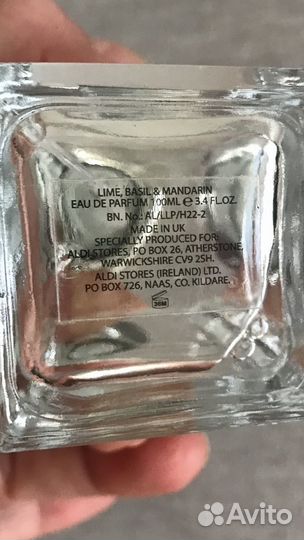 LIME, BASIL & MANDARIN
EAU DE PARFUM 100ML ℮ 3.4 FL.OZ.
BN. No.: AL/LLP/H22-2
MADE IN UK
SPECIALLY PRODUCED FOR:
ALDI STORES, PO BOX 26, ATHERSTONE,
WARWICKSHIRE CV9 2SH.
ALDI STORES (IRELAND) LTD.
PO BOX 726, NAAS, CO. KILDARE.
36M
Avito